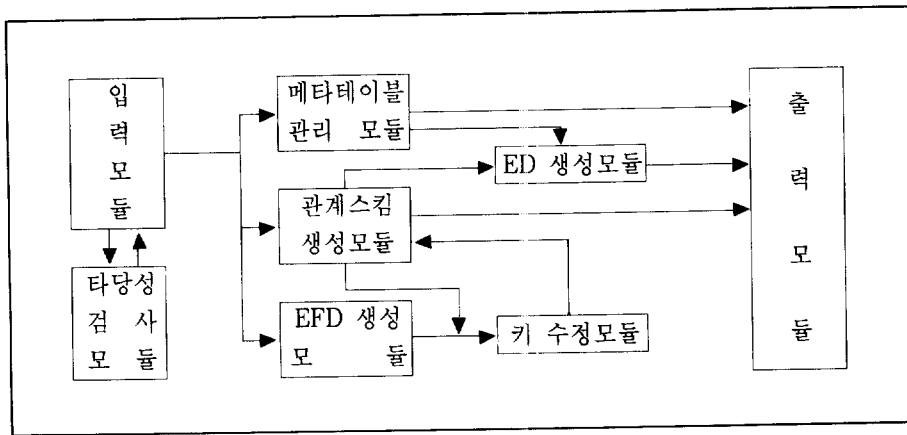 입
력
모
듈
타당성
검 사
모 듈
메타테이블
관리 모듈
관계스킴
생성모듈
EFD 생성
모 듈
ED 생성모듈
키 수정모듈
출
력
모
듈